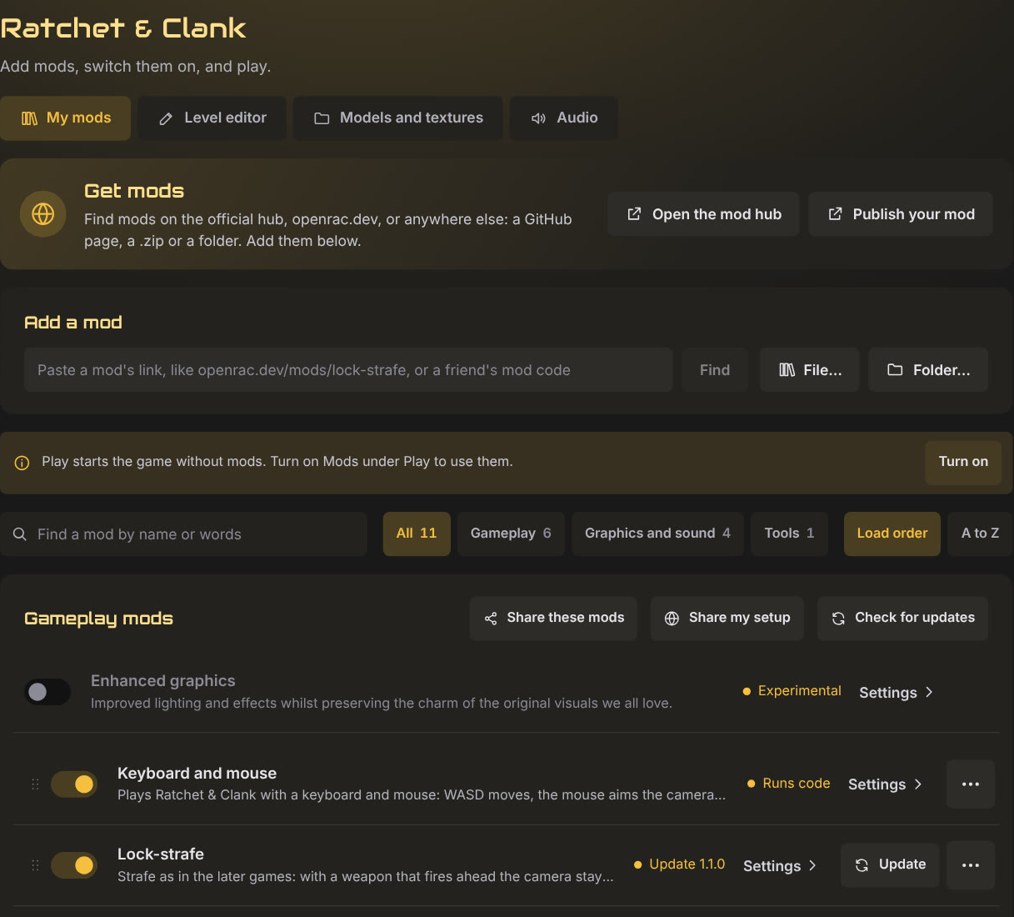 Ratchet & Clank
Add mods, switch them on, and play.
My mods
Level editor
Models and textures
Audio
Get mods
Find mods on the official hub, openrac.dev, or anywhere else: a GitHub
page, a .zip or a folder. Add them below.
Open the mod hub
Publish your mod
Add a mod
Paste a mod's link, like openrac.dev/mods/lock-strafe, or a friend's mod code
Find
File...
Folder...
Play starts the game without mods. Turn on Mods under Play to use them.
Turn on
Find a mod by name or words
All 11
Gameplay 6
Graphics and sound 4
Tools 1
Load order
A to Z
Gameplay mods
Share these mods
Share my setup
Check for updates
Enhanced graphics
Improved lighting and effects whilst preserving the charm of the original visuals we all love.
Experimental
Settings
Keyboard and mouse
Plays Ratchet & Clank with a keyboard and mouse: WASD moves, the mouse aims the camera...
Runs code
Settings
Lock-strafe
Strafe as in the later games: with a weapon that fires ahead the camera stay...
Update 1.1.0
Settings
Update